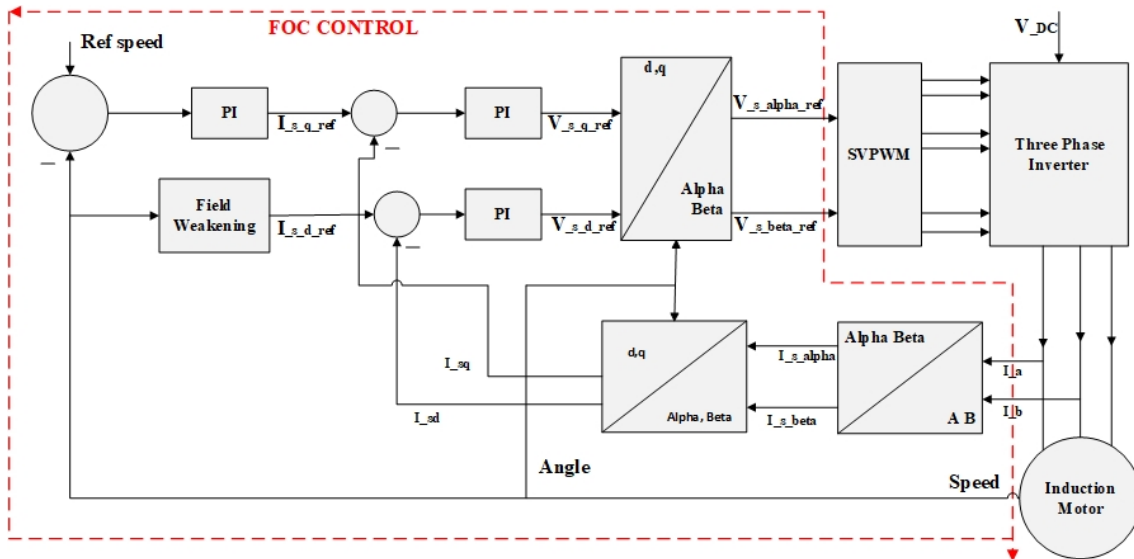 FOC CONTROL
Ref speed
V_DC
d,q
PI
I_s_q_ref
PI
V_s_q_ref
V_s_alpha_ref
SVPWM
Three Phase
Inverter
Field
Weakening
I_s_d_ref
PI
V_s_d_ref
Alpha
Beta
V_s_beta_ref
d,q
Alpha, Beta
I_s_alpha
I_s_beta
Alpha Beta
A B
I_a
I_b
I_sq
I_sd
Angle
Speed
Induction
Motor